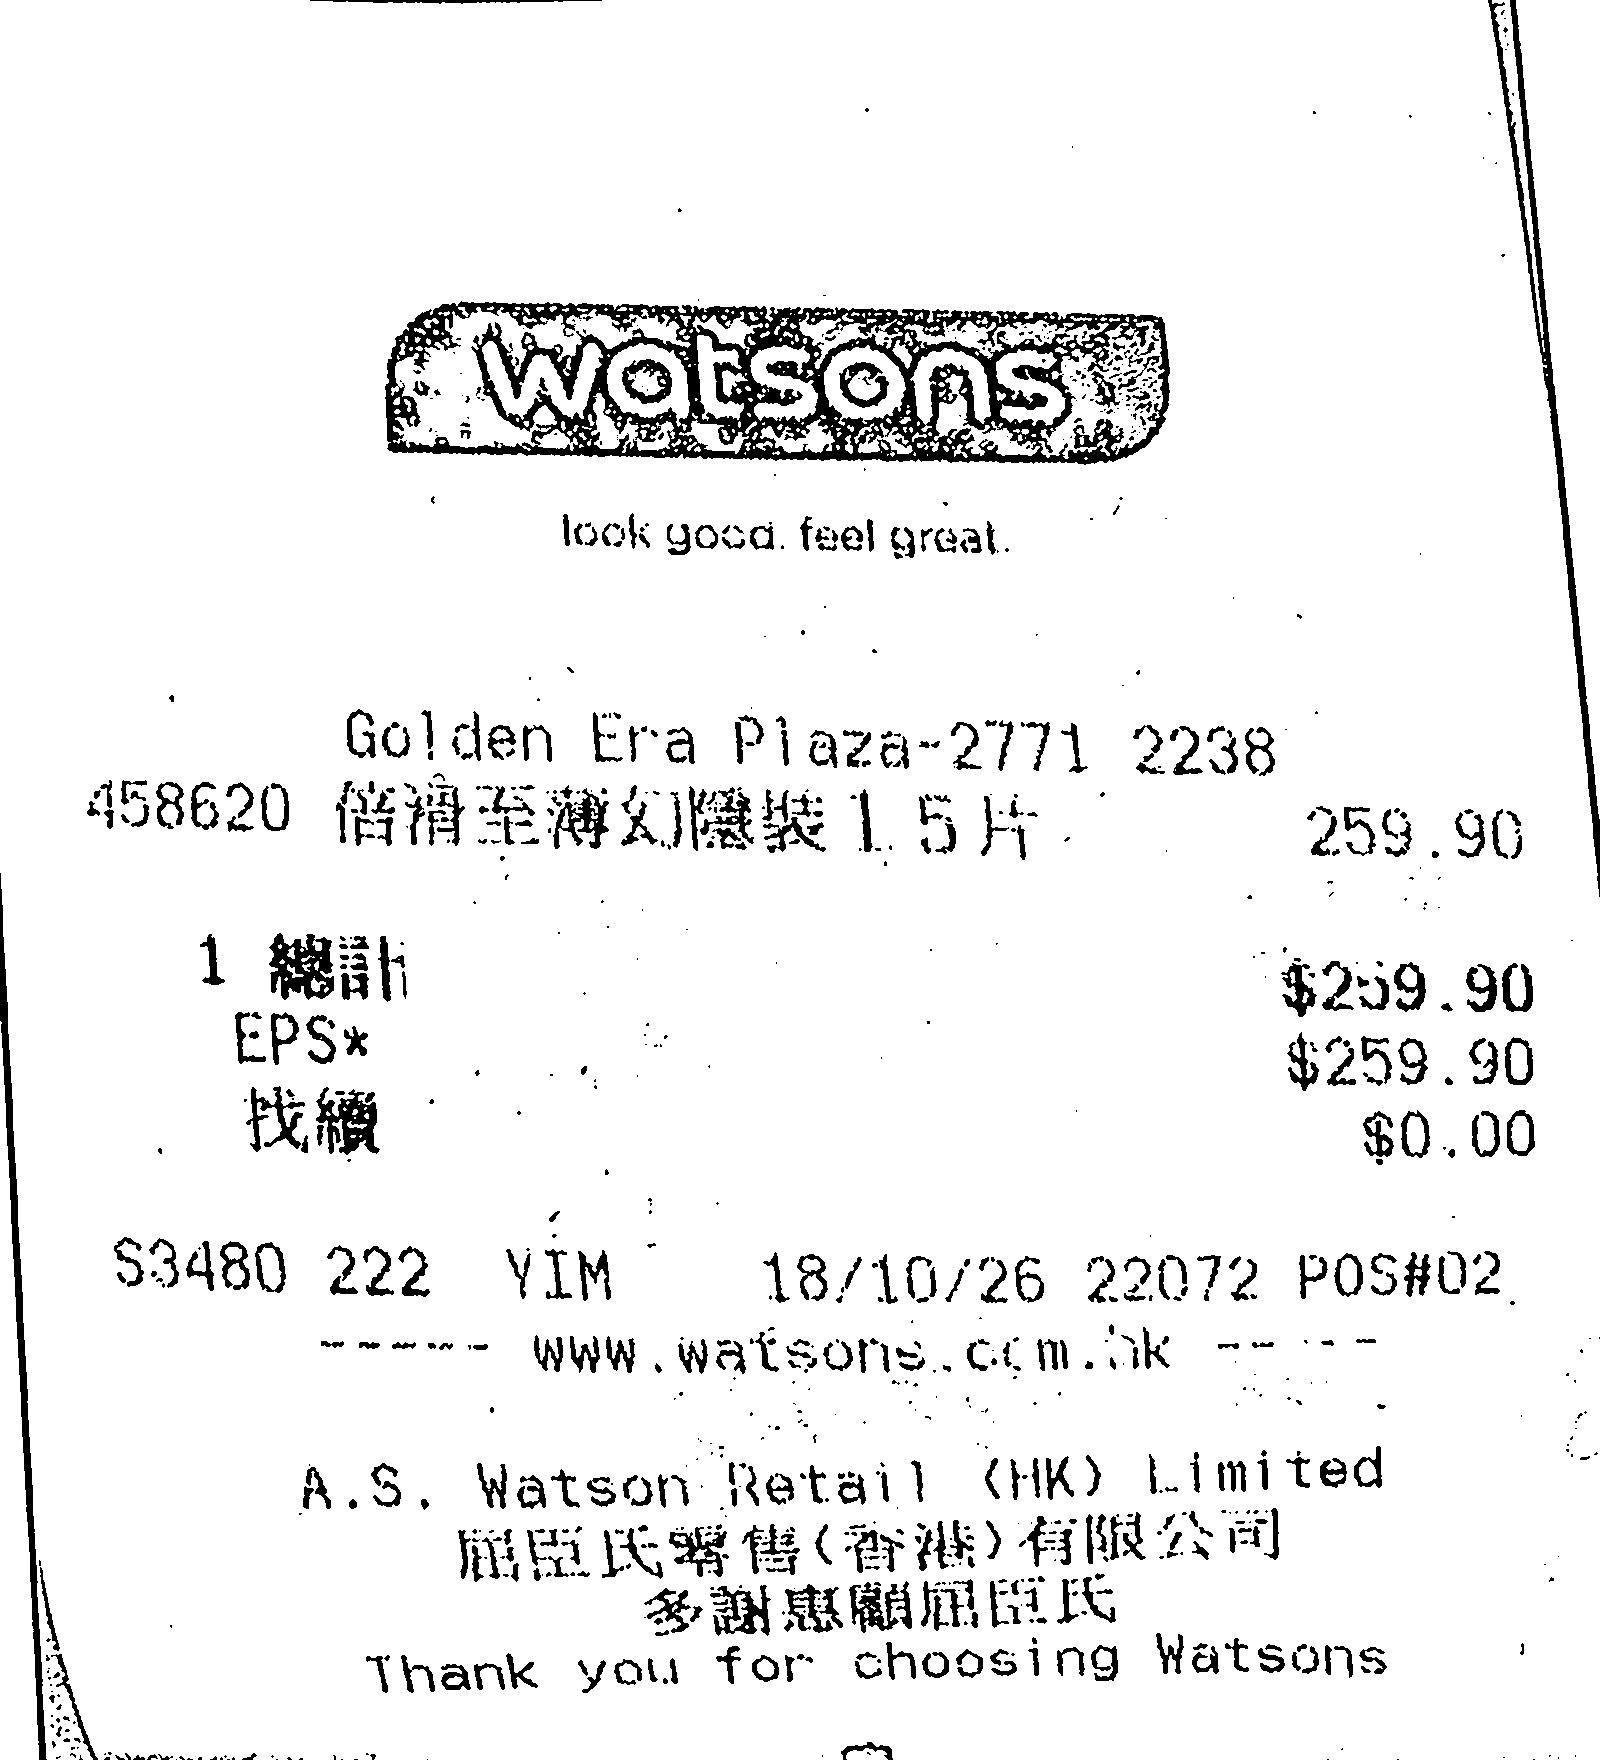 watsons
look good. feel great.
Golden Era Plaza-2771 2238
458620 偕滑至薄幻隱裝15片 259.90
1 總計 $259.90
EPS* $259.90
找續 $0.00
S3480 222 YIM 18/10/26 22072 POS#02
----- www.watsons.com.hk -----
A.S. Watson Retail (HK) Limited
屈臣氏零售(香港)有限公司
多謝惠顧屈臣氏
Thank you for choosing Watsons